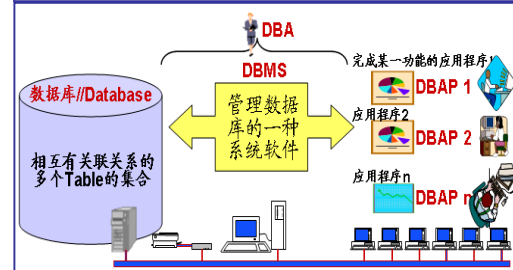 DBA
DBMS
数据库//Database
相互有关联关系的
多个Table的集合
管理数据
库的一种
系统软件
完成某一功能的应用程序1
DBAP 1
应用程序2
DBAP 2
应用程序n
DBAP n